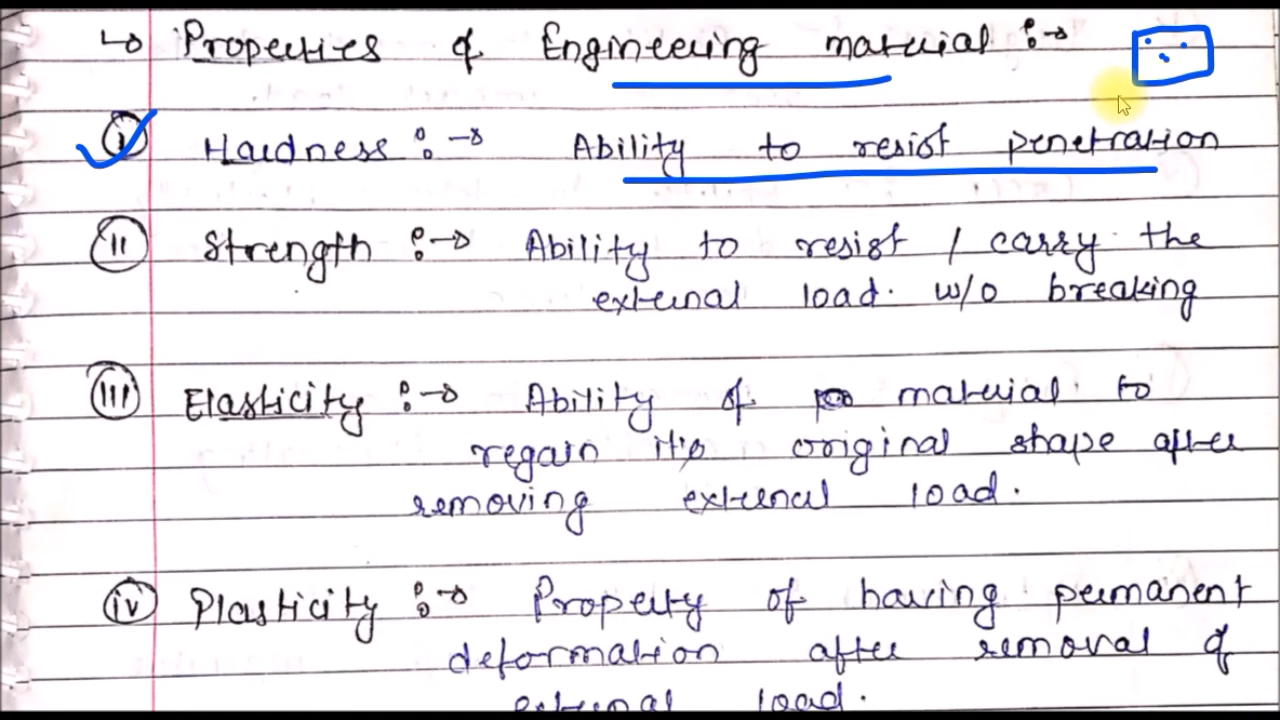 ↳ Properties of Engineering material :→
(i) Hardness :→ Ability to resist penetration
(ii) Strength :→ Ability to resist / carry the
external load. w/o breaking
(iii) Elasticity :→ Ability of material to
regain it's original shape after
removing external load.
(iv) Plasticity :→ Property of having permanent
deformation after removal of
external load.